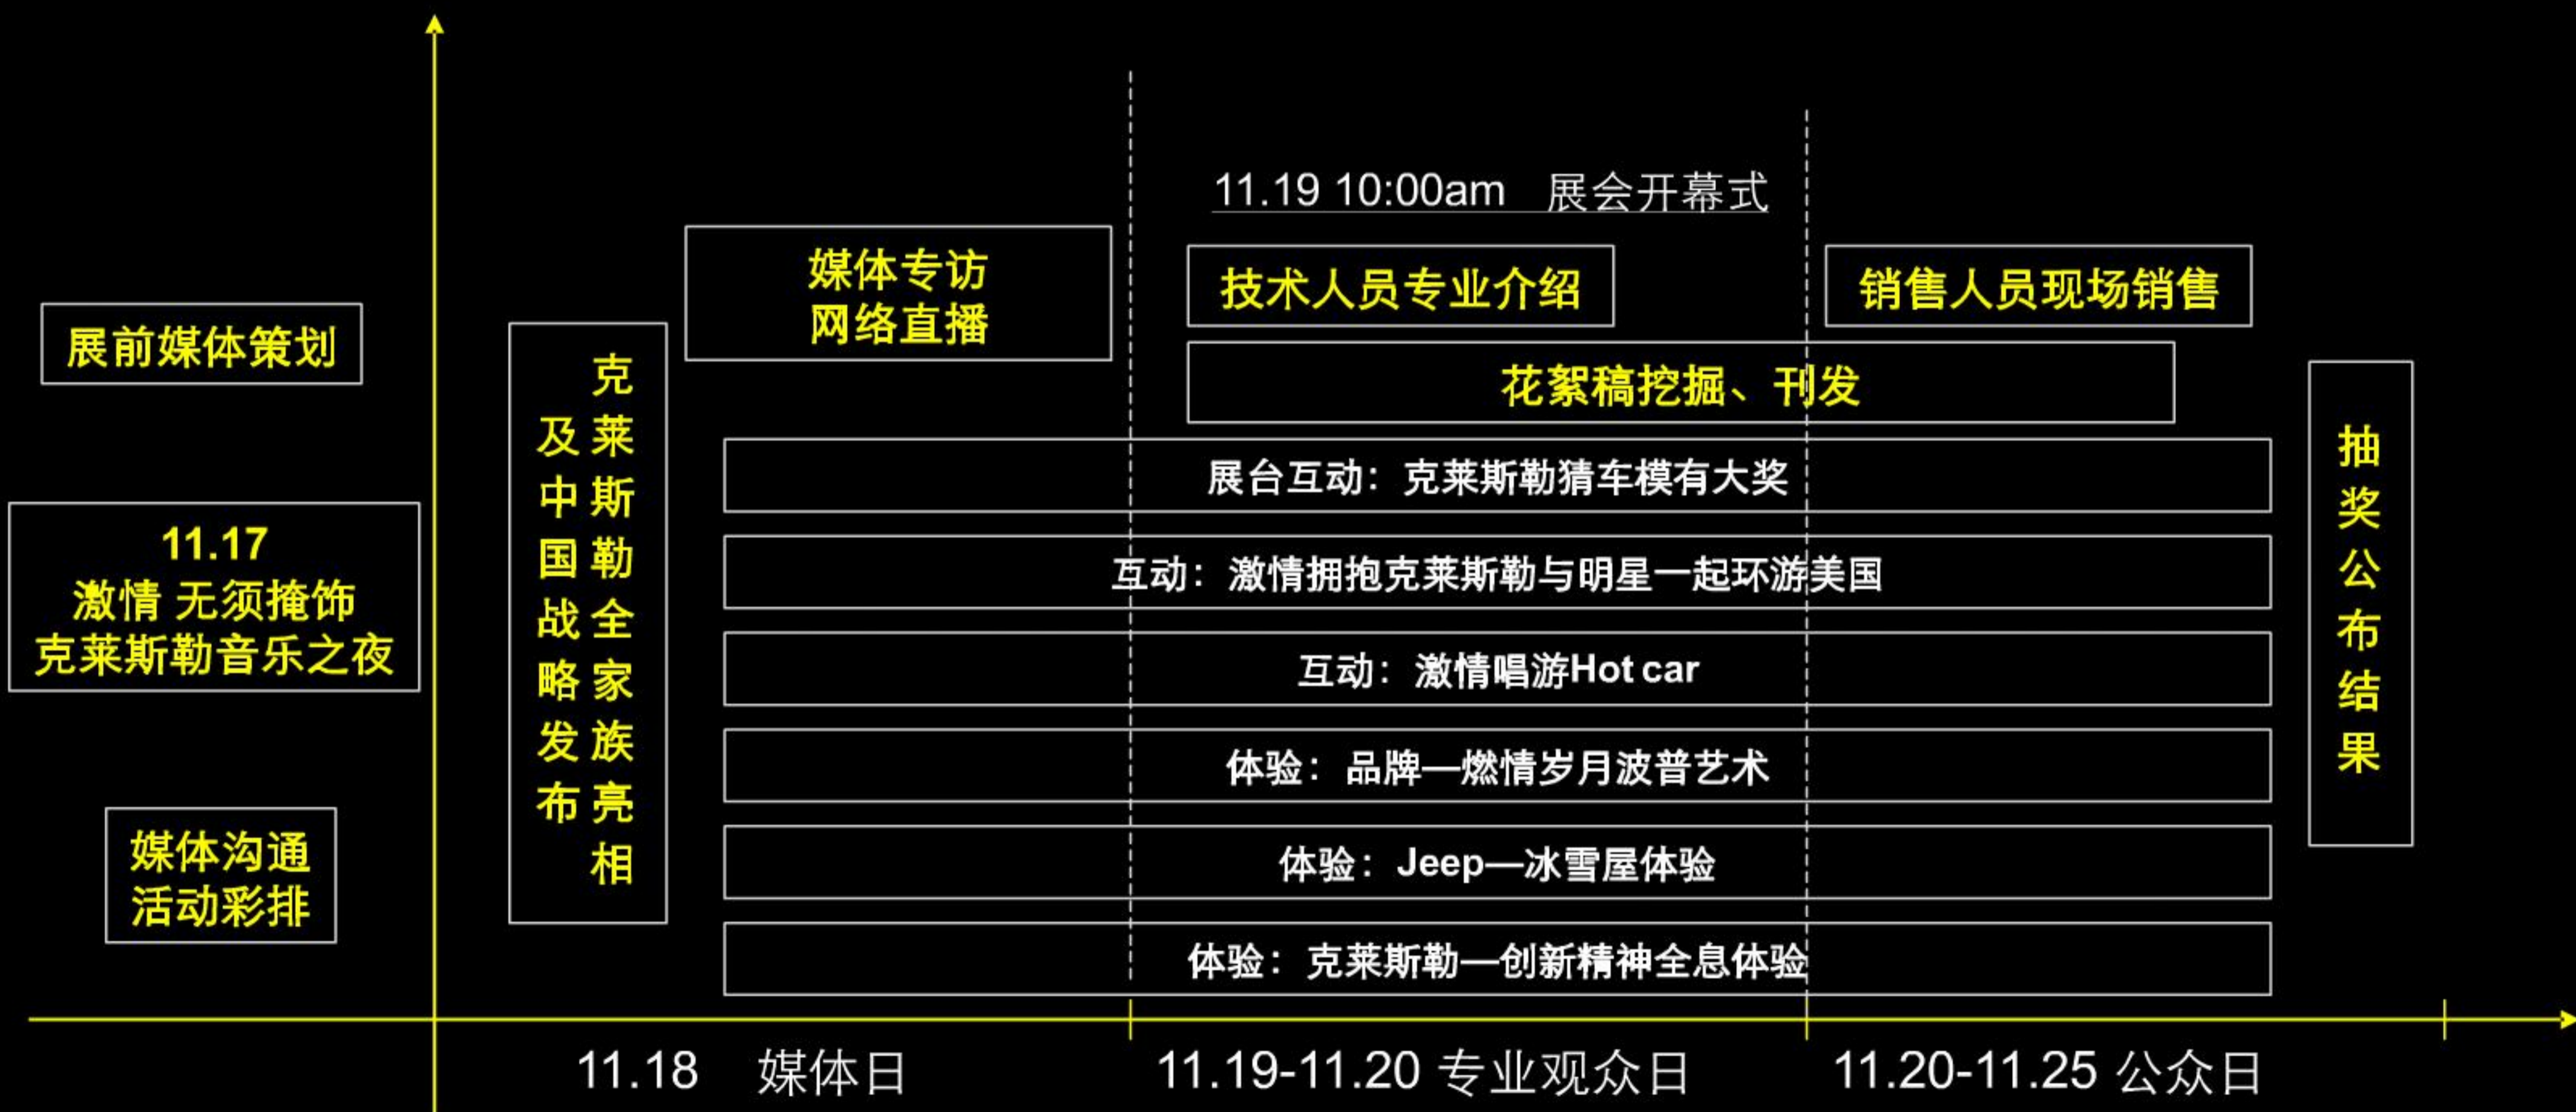 展前媒体策划
11.17
激情 无须掩饰
克莱斯勒音乐之夜
媒体沟通
活动彩排
克莱斯勒全家族亮相
及中国战略发布
媒体专访
网络直播
11.19 10:00am 展会开幕式
技术人员专业介绍
销售人员现场销售
花絮稿挖掘、刊发
展台互动：克莱斯勒猜车模有大奖
互动：激情拥抱克莱斯勒与明星一起环游美国
互动：激情唱游Hot car
体验：品牌—燃情岁月波普艺术
体验：Jeep—冰雪屋体验
体验：克莱斯勒—创新精神全息体验
抽奖公布结果
11.18 媒体日
11.19-11.20 专业观众日
11.20-11.25 公众日